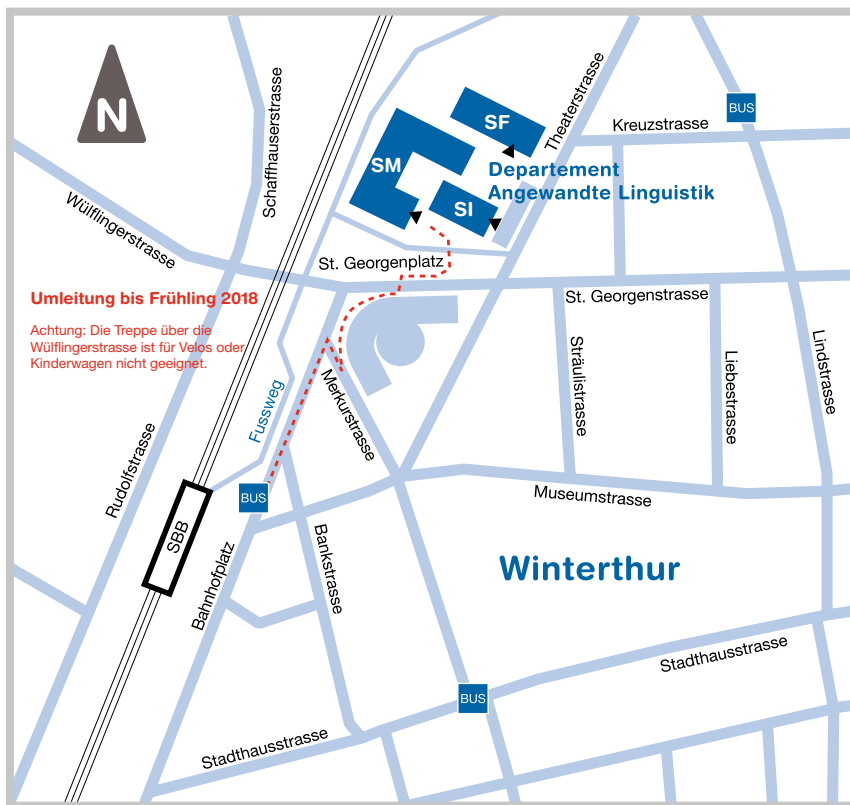 N
Schaffhauserstrasse
Wülflingerstrasse
SF
SM
SI
Theaterstrasse
Kreuzstrasse
BUS
Departement
Angewandte Linguistik
St. Georgenplatz
St. Georgenstrasse
Umleitung bis Frühling 2018
Achtung: Die Treppe über die
Wülflingerstrasse ist für Velos oder
Kinderwagen nicht geeignet.
Fussweg
Merkurstrasse
Sträulistrasse
Liebestrasse
Lindstrasse
Rudolfstrasse
BUS
SBB
Museumstrasse
Bahnhofplatz
Bankstrasse
Winterthur
Stadthausstrasse
BUS
Stadthausstrasse